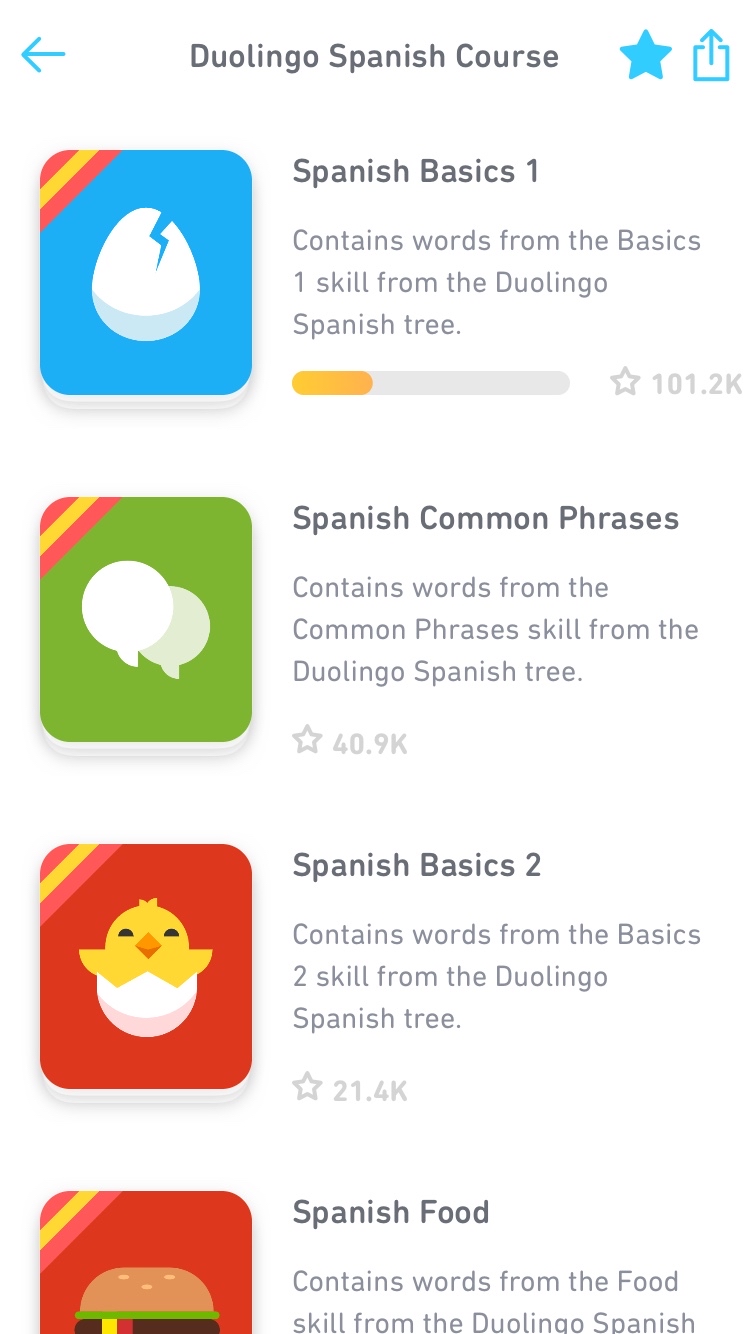 Duolingo Spanish Course
Spanish Basics 1
Contains words from the Basics
1 skill from the Duolingo
Spanish tree.
101.2K
Spanish Common Phrases
Contains words from the
Common Phrases skill from the
Duolingo Spanish tree.
40.9K
Spanish Basics 2
Contains words from the Basics
2 skill from the Duolingo
Spanish tree.
21.4K
Spanish Food
Contains words from the Food
skill from the Duolingo Spanish